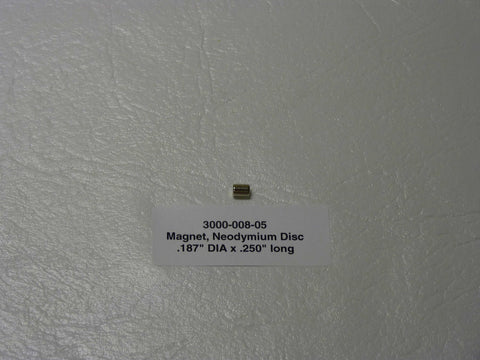 3000-008-05
Magnet, Neodymium Disc
.187" DIA x .250" long